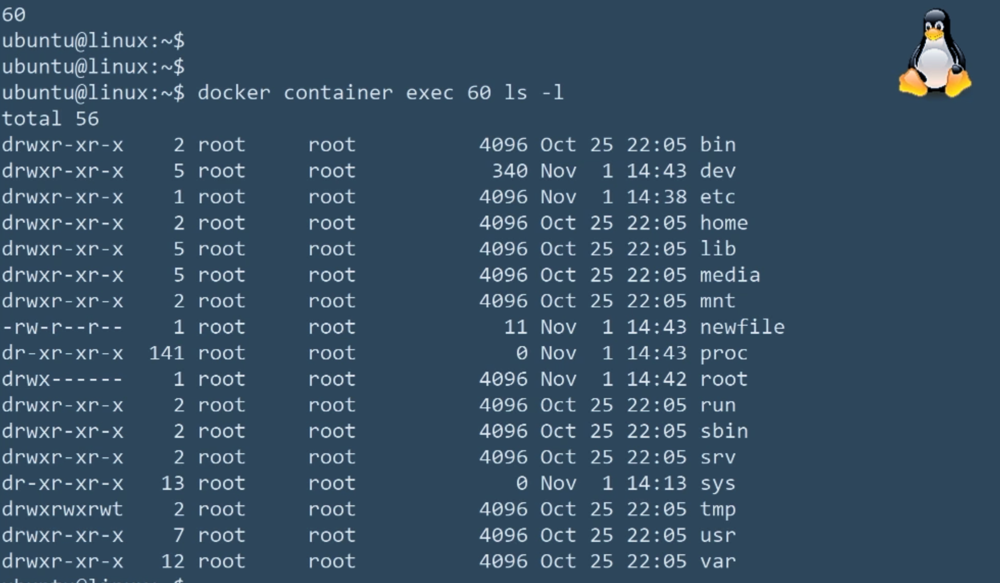 60
ubuntu@linux:~$
ubuntu@linux:~$
ubuntu@linux:~$ docker container exec 60 ls -l
total 56
drwxr-xr-x    2 root     root          4096 Oct 25 22:05 bin
drwxr-xr-x    5 root     root           340 Nov  1 14:43 dev
drwxr-xr-x    1 root     root          4096 Nov  1 14:38 etc
drwxr-xr-x    2 root     root          4096 Oct 25 22:05 home
drwxr-xr-x    5 root     root          4096 Oct 25 22:05 lib
drwxr-xr-x    5 root     root          4096 Oct 25 22:05 media
drwxr-xr-x    2 root     root          4096 Oct 25 22:05 mnt
-rw-r--r--    1 root     root            11 Nov  1 14:43 newfile
dr-xr-xr-x  141 root     root             0 Nov  1 14:43 proc
drwx------    1 root     root          4096 Nov  1 14:42 root
drwxr-xr-x    2 root     root          4096 Oct 25 22:05 run
drwxr-xr-x    2 root     root          4096 Oct 25 22:05 sbin
drwxr-xr-x    2 root     root          4096 Oct 25 22:05 srv
dr-xr-xr-x   13 root     root             0 Nov  1 14:13 sys
drwxrwxrwt    2 root     root          4096 Oct 25 22:05 tmp
drwxr-xr-x    7 root     root          4096 Oct 25 22:05 usr
drwxr-xr-x   12 root     root          4096 Oct 25 22:05 var
ubuntu@linux:~$